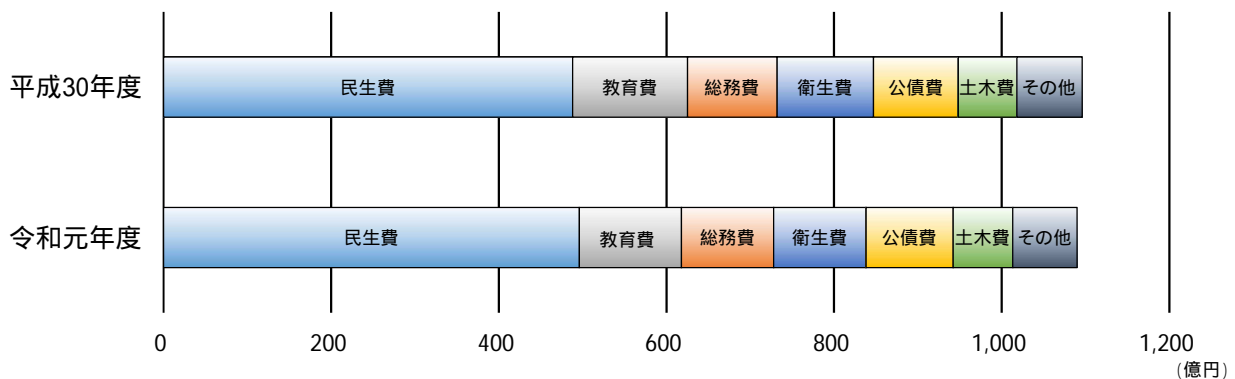 平成30年度 民生費 教育費 総務費 衛生費 公債費 土木費 その他
令和元年度 民生費 教育費 総務費 衛生費 公債費 土木費 その他
0 200 400 600 800 1,000 1,200
(億円)